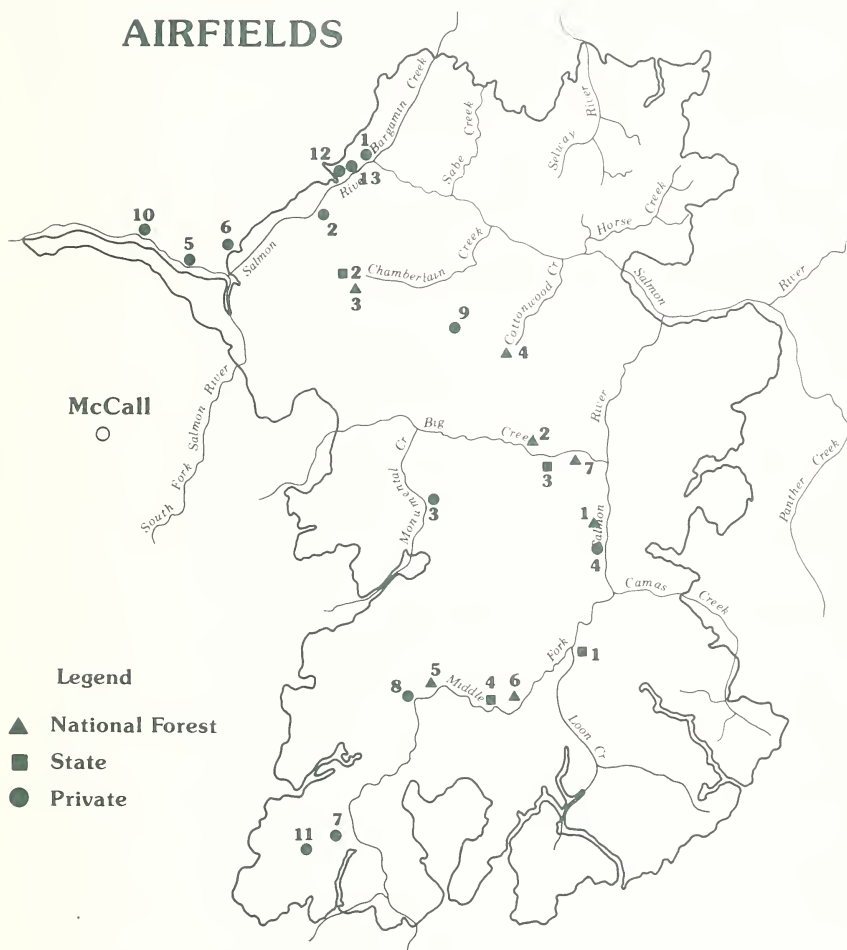 AIRFIELDS
Bargamin Creek
Sabe Creek
Selway River
1
12
13
River
2
Salmon
10
6
5
Horse Creek
Chamberlain Creek
2
3
Cottonwood Cr
Salmon
River
9
4
McCall
South Fork Salmon River
River
Big Creek
2
3
7
Monumental Cr
3
1
Salmon
4
Panther Creek
Camas Creek
Fork
1
Middle
5
4
6
8
Loon Cr
7
11
Legend
National Forest
State
Private